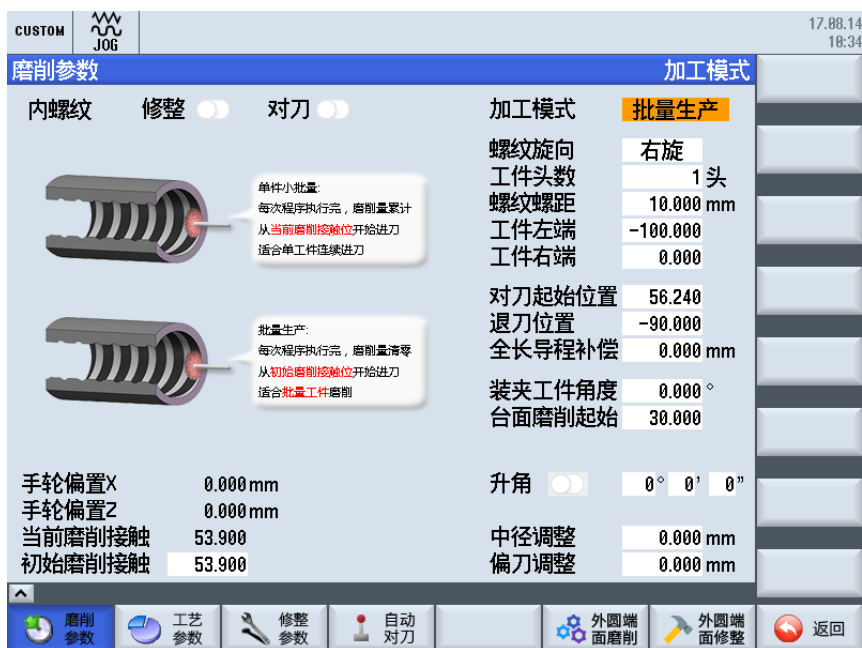 CUSTOM
JOG
17.08.14
10:34
磨削参数 加工模式
内螺纹 修整 对刀
加工模式 批量生产
单件小批量:
每次程序执行完，磨削量累计
从当前磨削接触位开始进刀
适合单工件连续进刀
批量生产:
每次程序执行完，磨削量清零
从初始磨削接触位开始进刀
适合批量工件磨削
螺纹旋向 右旋
工件头数 1 头
螺纹螺距 10.000 mm
工件左端 -100.000
工件右端 0.000
对刀起始位置 56.240
退刀位置 -90.000
全长导程补偿 0.000 mm
装夹工件角度 0.000 °
台面磨削起始 30.000
手轮偏置X 0.000 mm
手轮偏置Z 0.000 mm
当前磨削接触 53.900
初始磨削接触 53.900
升角 0° 0' 0"
中径调整 0.000 mm
偏刀调整 0.000 mm
磨削
参数
工艺
参数
修整
参数
自动
对刀
外圆端
面磨削
外圆端
面修整
返回